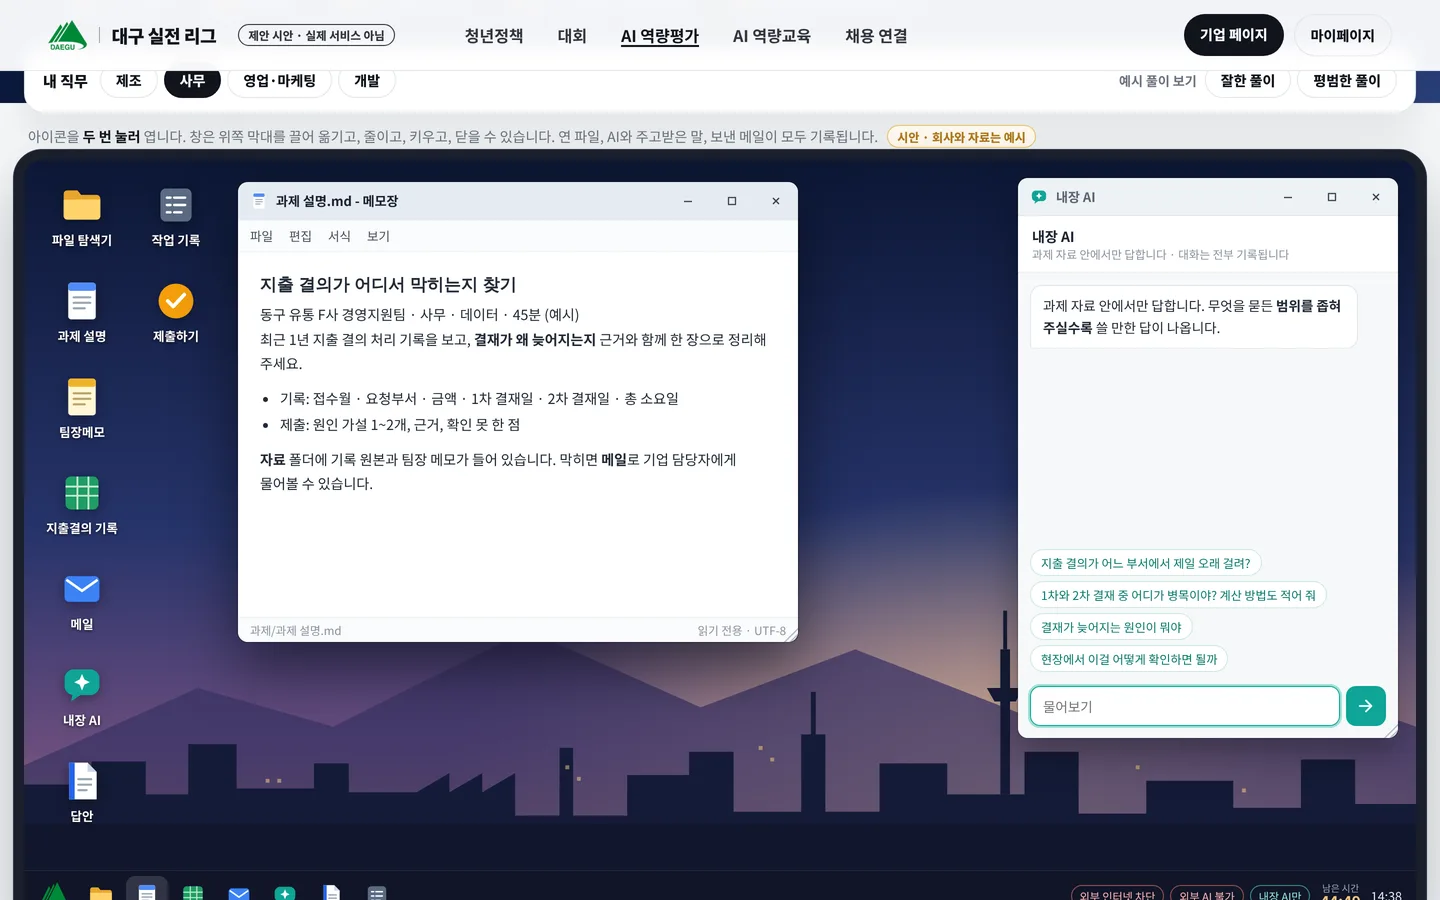 DAEGU
대구 실전 리그
제안 시안 · 실제 서비스 아님
청년정책
대회
AI 역량평가
AI 역량교육
채용 연결
기업 페이지
마이페이지
내 직무
제조
사무
영업·마케팅
개발
예시 풀이 보기
잘한 풀이
평범한 풀이
아이콘을 두 번 눌러 엽니다. 창은 위쪽 막대를 끌어 옮기고, 줄이고, 키우고, 닫을 수 있습니다. 연 파일, AI와 주고받은 말, 보낸 메일이 모두 기록됩니다.
시안 · 회사와 자료는 예시
파일 탐색기
작업 기록
과제 설명
제출하기
팀장메모
지출결의 기록
메일
내장 AI
답안
과제 설명.md - 메모장
파일
편집
서식
보기
지출 결의가 어디서 막히는지 찾기
동구 유통 F사 경영지원팀 · 사무 · 데이터 · 45분 (예시)
최근 1년 지출 결의 처리 기록을 보고, 결재가 왜 늦어지는지 근거와 함께 한 장으로 정리해
주세요.
• 기록: 접수월 · 요청부서 · 금액 · 1차 결재일 · 2차 결재일 · 총 소요일
• 제출: 원인 가설 1~2개, 근거, 확인 못 한 점
자료 폴더에 기록 원본과 팀장 메모가 들어 있습니다. 막히면 메일로 기업 담당자에게
물어볼 수 있습니다.
과제/과제 설명.md
읽기 전용 · UTF-8
내장 AI
내장 AI
과제 자료 안에서만 답합니다 · 대화는 전부 기록됩니다
과제 자료 안에서만 답합니다. 무엇을 묻든 범위를 좁혀
주실수록 쓸 만한 답이 나옵니다.
지출 결의가 어느 부서에서 제일 오래 걸려?
1차와 2차 결재 중 어디가 병목이야? 계산 방법도 적어 줘
결재가 늦어지는 원인이 뭐야
현장에서 이걸 어떻게 확인하면 될까
물어보기
외부 인터넷 차단
외부 AI 불가
내장 AI만
남은 시간
14:38